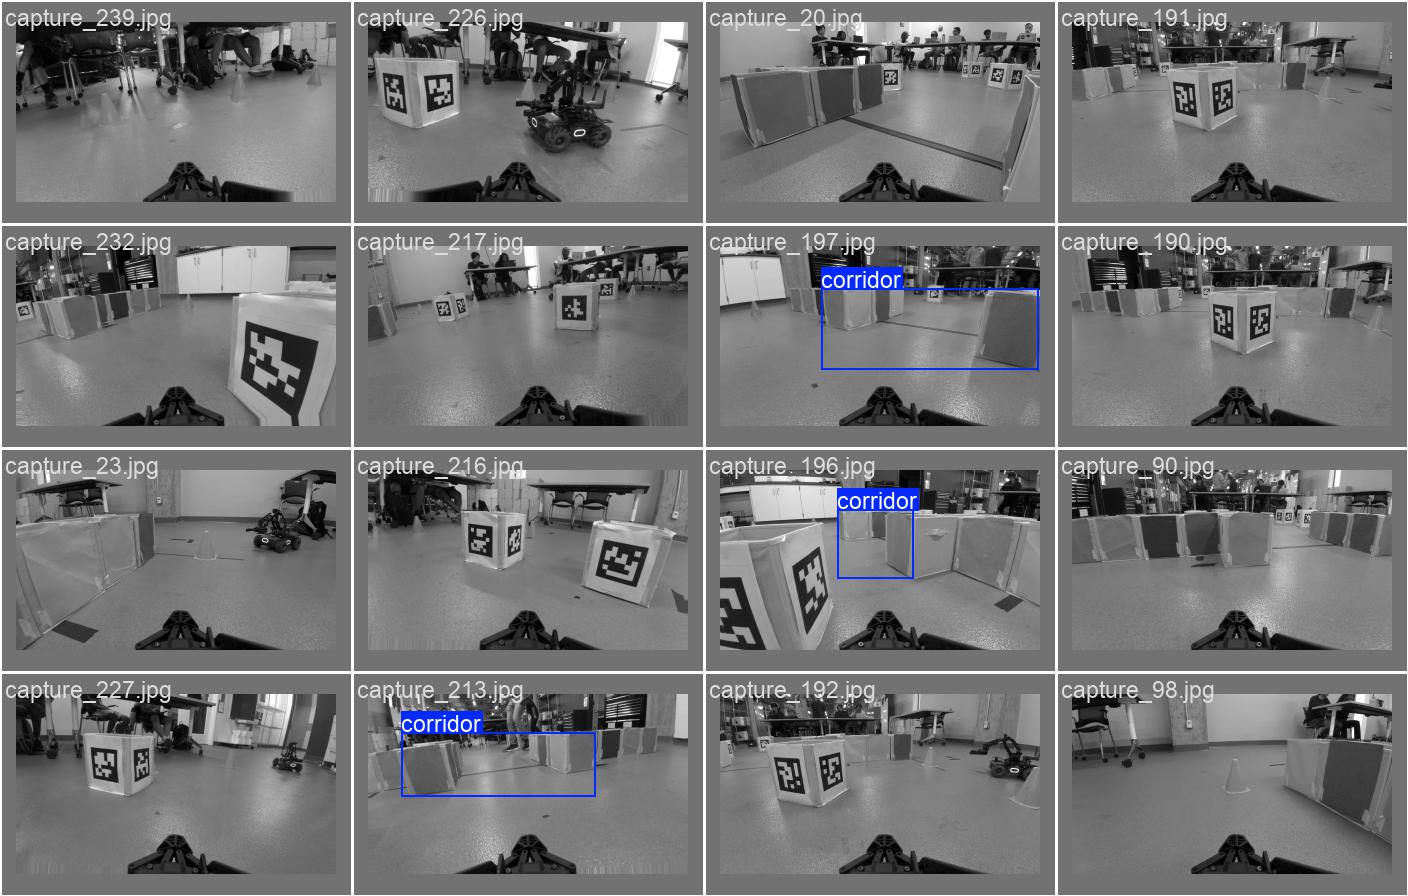 capture_239.jpg
capture_226.jpg
capture_20.jpg
capture_191.jpg
capture_232.jpg
capture_217.jpg
capture_197.jpg
corridor
capture_190.jpg
capture_23.jpg
capture_216.jpg
capture_196.jpg
corridor
capture_90.jpg
capture_227.jpg
capture_213.jpg
corridor
capture_192.jpg
capture_98.jpg